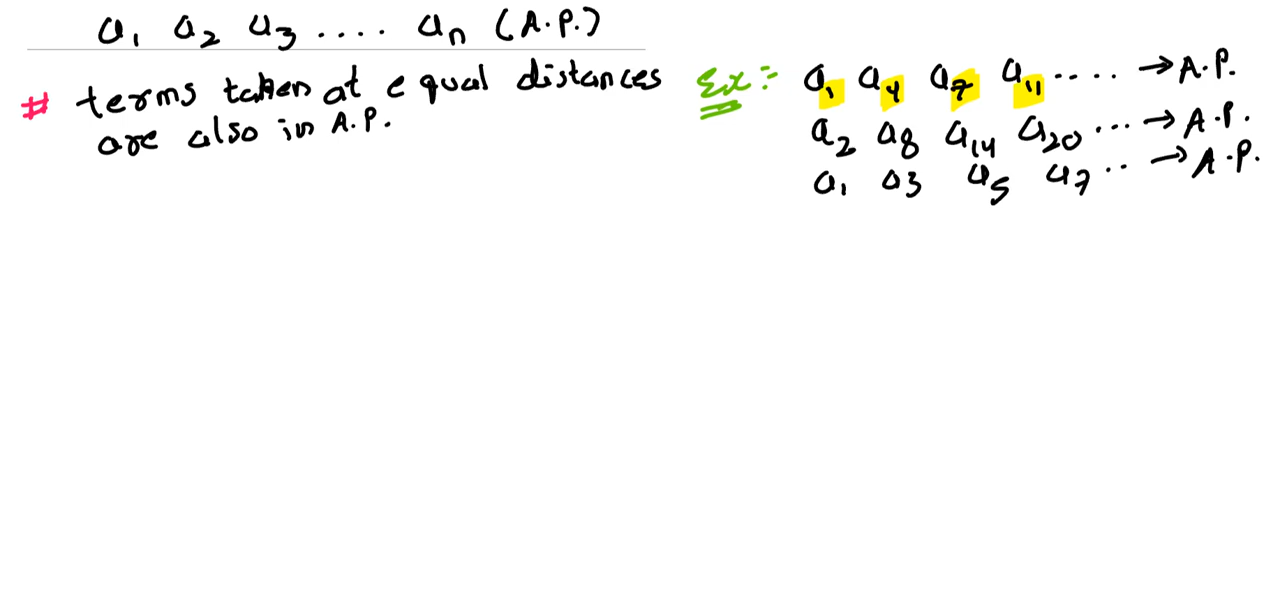 a₁ a₂ a₃ .... aₙ (A.P.)
# terms taken at equal distances
are also in A.P.
Ex:- a₁ a₄ a₇ a₁₁ .... → A.P.
a₂ a₈ a₁₄ a₂₀ ... → A.P.
a₁ a₃ a₅ a₇ .. → A.P.